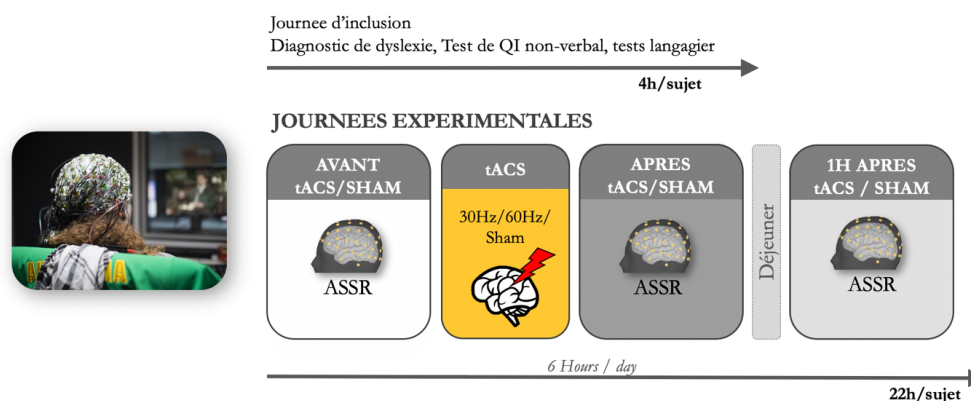 Journee d'inclusion
Diagnostic de dyslexie, Test de QI non-verbal, tests langagier
4h/sujet
JOURNEES EXPERIMENTALES
AVANT
tACS/SHAM
ASSR
tACS
30Hz/60Hz/
Sham
APRES
tACS/SHAM
ASSR
Déjeuner
1H APRES
tACS / SHAM
ASSR
6 Hours / day
22h/sujet